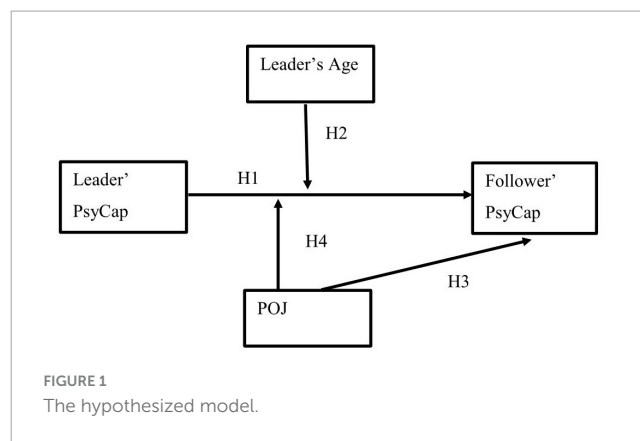 Leader's Age
H2
Leader'
PsyCap
H1
Follower'
PsyCap
H4
H3
POJ
FIGURE 1
The hypothesized model.